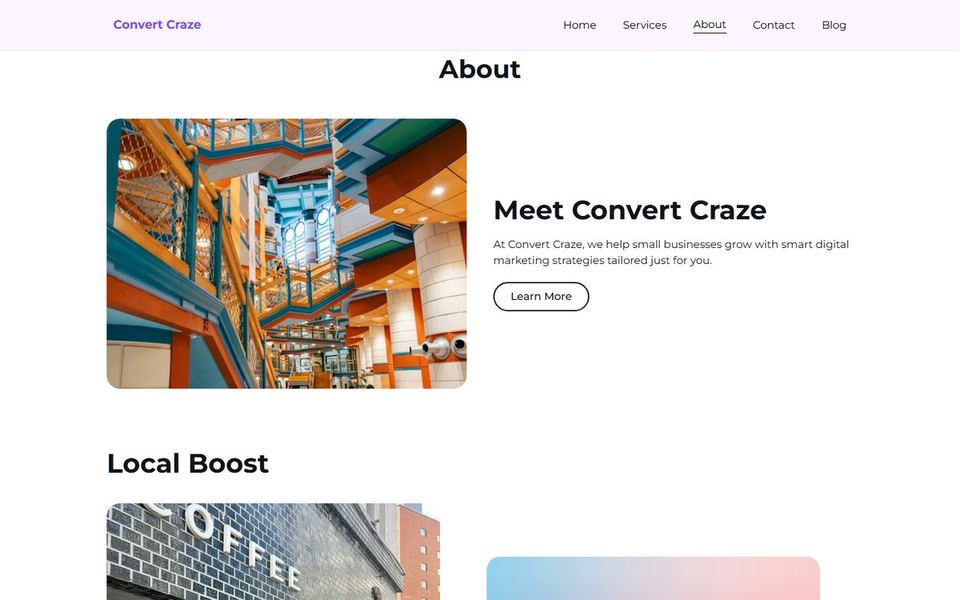 Convert Craze
Home
Services
About
Contact
Blog
About
Meet Convert Craze
At Convert Craze, we help small businesses grow with smart digital
marketing strategies tailored just for you.
Learn More
Local Boost
COFFEE